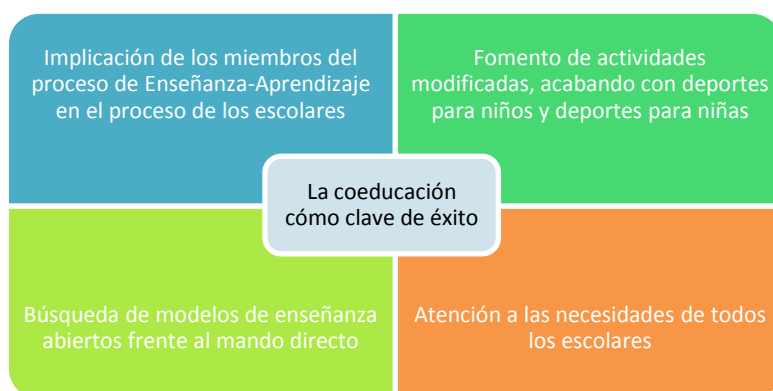 Implicación de los miembros del
proceso de Enseñanza-Aprendizaje
en el proceso de los escolares
Fomento de actividades
modificadas, acabando con deportes
para niños y deportes para niñas
La coeducación
cómo clave de éxito
Búsqueda de modelos de enseñanza
abiertos frente al mando directo
Atención a las necesidades de todos
los escolares